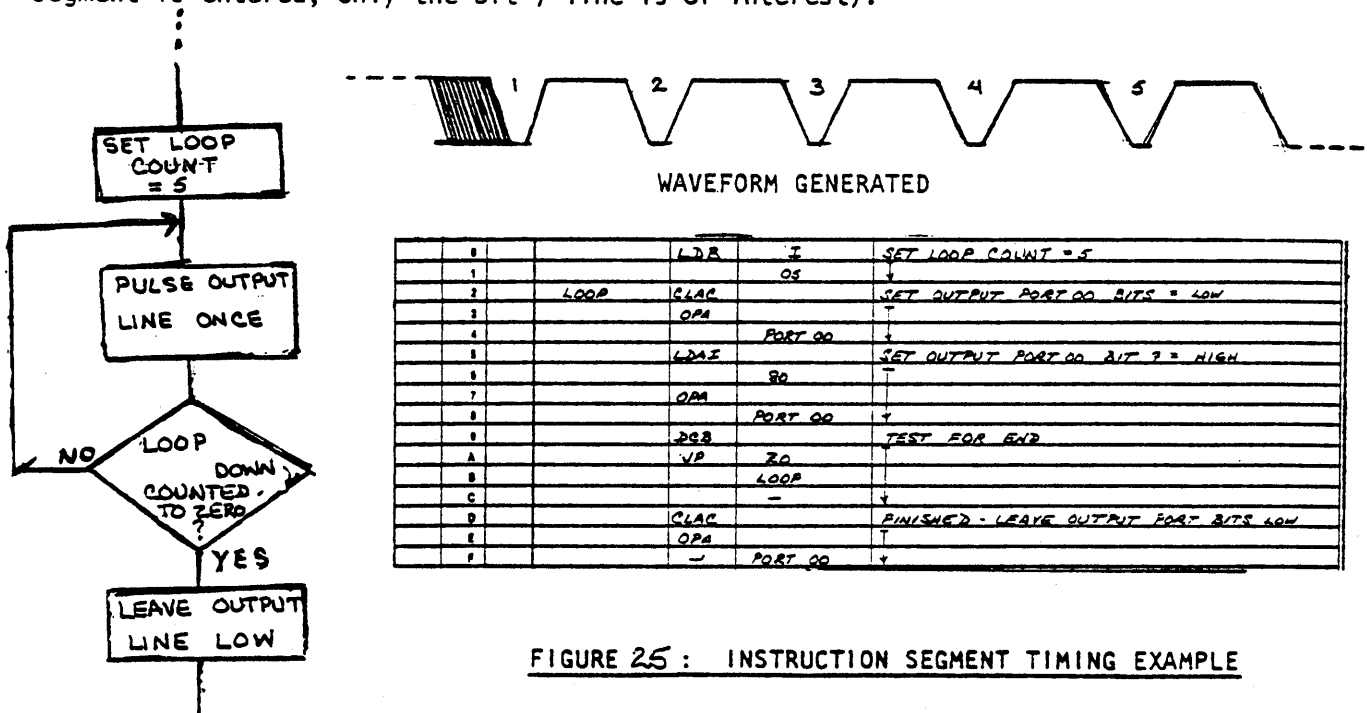 segment is entered, only the bit 7 line is of interest).
SET LOOP
COUNT
= 5
PULSE OUTPUT
LINE ONCE
NO
LOOP
DOWN
COUNTED
TO ZERO
?
YES
LEAVE OUTPUT
LINE LOW
1 2 3 4 5
WAVEFORM GENERATED
0 LDB I SET LOOP COUNT = 5
1 05
2 LOOP CLAC SET OUTPUT PORT 00 BITS = LOW
3 OPA
4 PORT 00
5 LDAI SET OUTPUT PORT 00 BIT 7 = HIGH
6 80
7 OPA
8 PORT 00
9 DCB TEST FOR END
A JP ZO
B LOOP
C -
D CLAC FINISHED - LEAVE OUTPUT PORT BITS LOW
E OPA
F - PORT 00
FIGURE 25: INSTRUCTION SEGMENT TIMING EXAMPLE